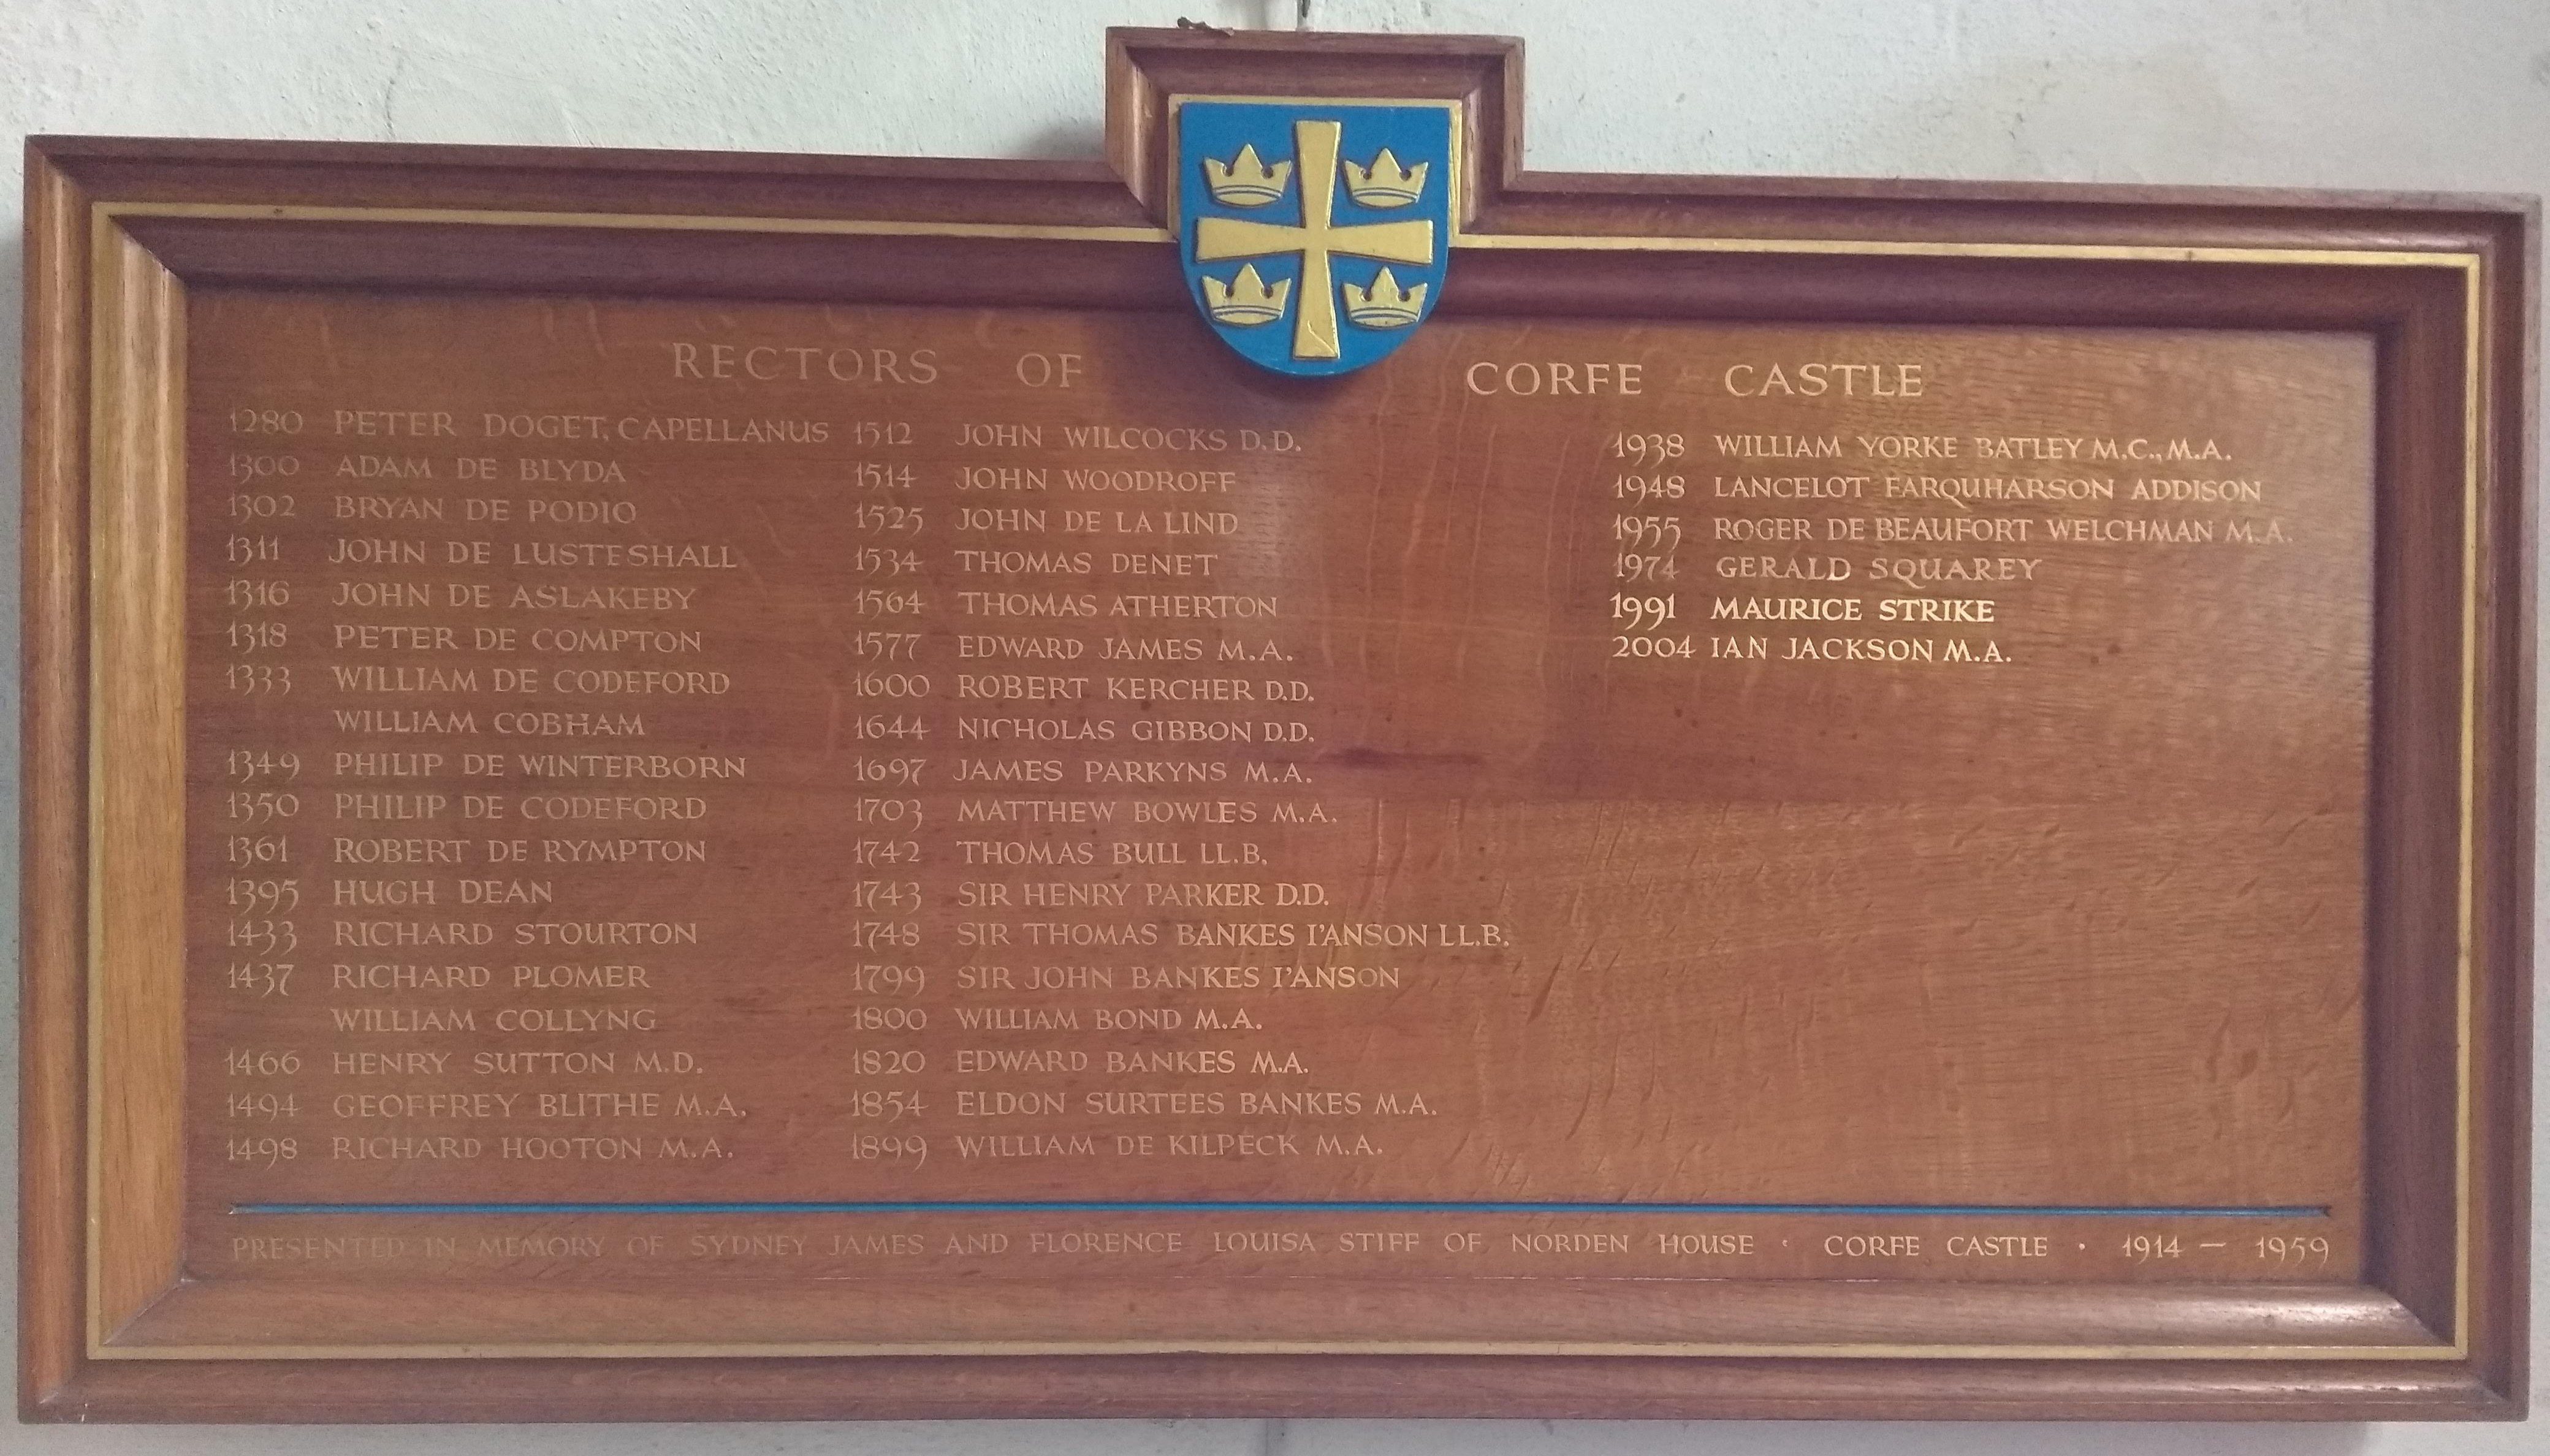 RECTORS OF CORFE CASTLE
1280 PETER DOGET, CAPELLANUS
1300 ADAM DE BLYDA
1302 BRYAN DE PODIO
1311 JOHN DE LUSTESHALL
1316 JOHN DE ASLAKEBY
1318 PETER DE COMPTON
1333 WILLIAM DE CODEFORD
WILLIAM COBHAM
1349 PHILIP DE WINTERBORN
1350 PHILIP DE CODEFORD
1361 ROBERT DE RYMPTON
1395 HUGH DEAN
1433 RICHARD STOURTON
1437 RICHARD PLOMER
WILLIAM COLLYNG
1466 HENRY SUTTON M.D.
1494 GEOFFREY BLITHE M.A.
1498 RICHARD HOOTON M.A.
1512 JOHN WILCOCKS D.D.
1514 JOHN WOODROFF
1525 JOHN DE LA LIND
1534 THOMAS DENET
1564 THOMAS ATHERTON
1577 EDWARD JAMES M.A.
1600 ROBERT KERCHER D.D.
1644 NICHOLAS GIBBON D.D.
1697 JAMES PARKYNS M.A.
1703 MATTHEW BOWLES M.A.
1742 THOMAS BULL LL.B.
1743 SIR HENRY PARKER D.D.
1748 SIR THOMAS BANKES I'ANSON LL.B.
1799 SIR JOHN BANKES I'ANSON
1800 WILLIAM BOND M.A.
1820 EDWARD BANKES M.A.
1854 ELDON SURTEES BANKES M.A.
1899 WILLIAM DE KILPECK M.A.
1938 WILLIAM YORKE BATLEY M.C., M.A.
1948 LANCELOT FARQUHARSON ADDISON
1955 ROGER DE BEAUFORT WELCHMAN M.A.
1974 GERALD SQUAREY
1991 MAURICE STRIKE
2004 IAN JACKSON M.A.
PRESENTED IN MEMORY OF SYDNEY JAMES AND FLORENCE LOUISA STIFF OF NORDEN HOUSE · CORFE CASTLE · 1914 — 1959